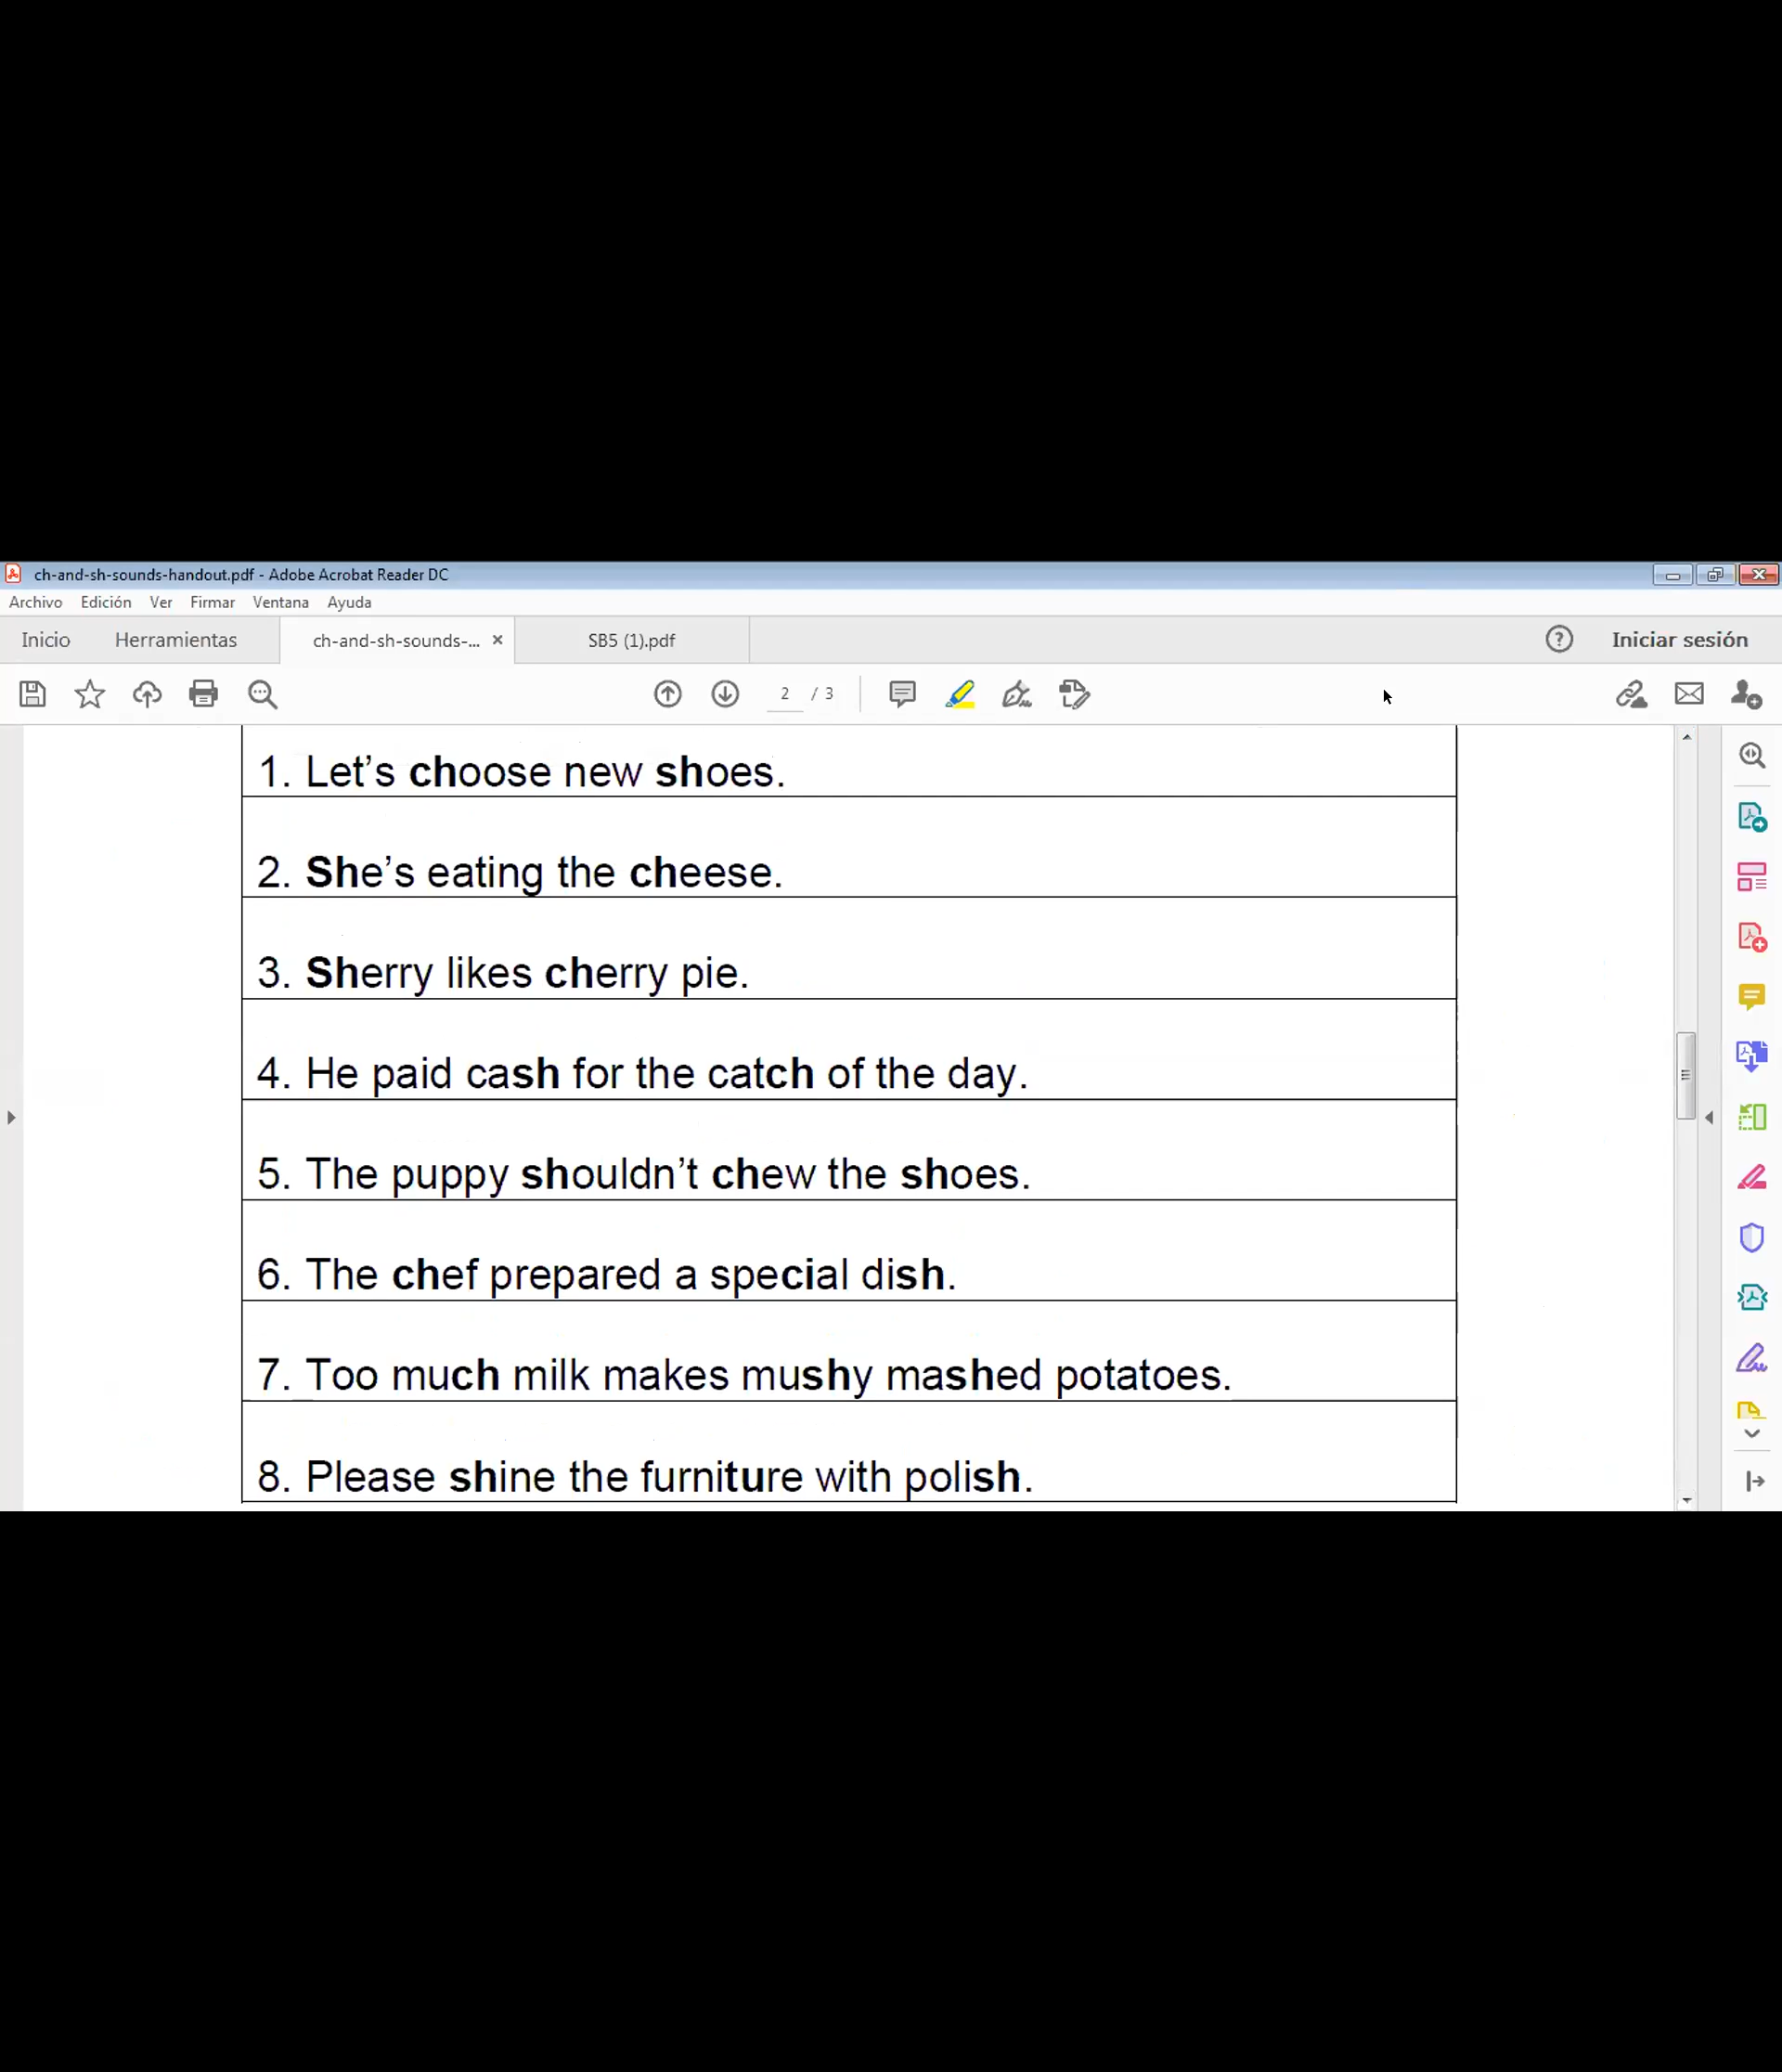 ch-and-sh-sounds-handout.pdf - Adobe Acrobat Reader DC
Archivo Edición Ver Firmar Ventana Ayuda
Inicio Herramientas ch-and-sh-sounds-... × SB5 (1).pdf ? Iniciar sesión
2 / 3
1. Let’s choose new shoes.
2. She’s eating the cheese.
3. Sherry likes cherry pie.
4. He paid cash for the catch of the day.
5. The puppy shouldn’t chew the shoes.
6. The chef prepared a special dish.
7. Too much milk makes mushy mashed potatoes.
8. Please shine the furniture with polish.